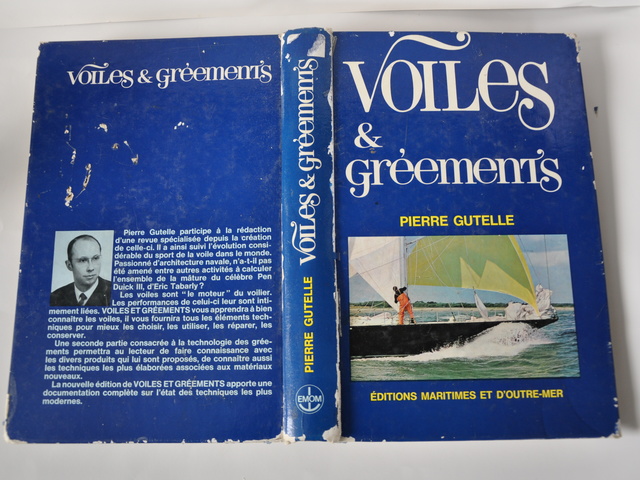 VOILES & GRÉEMENTS
Pierre Gutelle participe à la rédaction
d'une revue spécialisée depuis la création
de celle-ci. Il a ainsi suivi l'évolution consi-
dérable du sport de la voile dans le monde.
Passionné d'architecture navale, n'a-t-il pas
été amené entre autres activités à calculer
l'ensemble de la mâture du célèbre Pen
Duick III, d'Eric Tabarly ?
Les voiles sont "le moteur" du voilier.
Les performances de celui-ci leur sont inti-
mement liées. VOILES ET GRÉEMENTS vous apprendra à bien
connaître les voiles, il vous fournira tous les éléments tech-
niques pour mieux les choisir, les utiliser, les réparer, les
conserver.
Une seconde partie consacrée à la technologie des grée-
ments permettra au lecteur de faire connaissance avec
les divers produits qui lui sont proposés, de connaître aussi
les techniques les plus élaborées associées aux matériaux
nouveaux.
La nouvelle édition de VOILES ET GRÉEMENTS apporte une
documentation complète sur l'état des techniques les plus
modernes.
PIERRE GUTELLE VOILES & GRÉEMENTS
EMOM
VOILES
&
GRÉEMENTS
PIERRE GUTELLE
ÉDITIONS MARITIMES ET D'OUTRE-MER